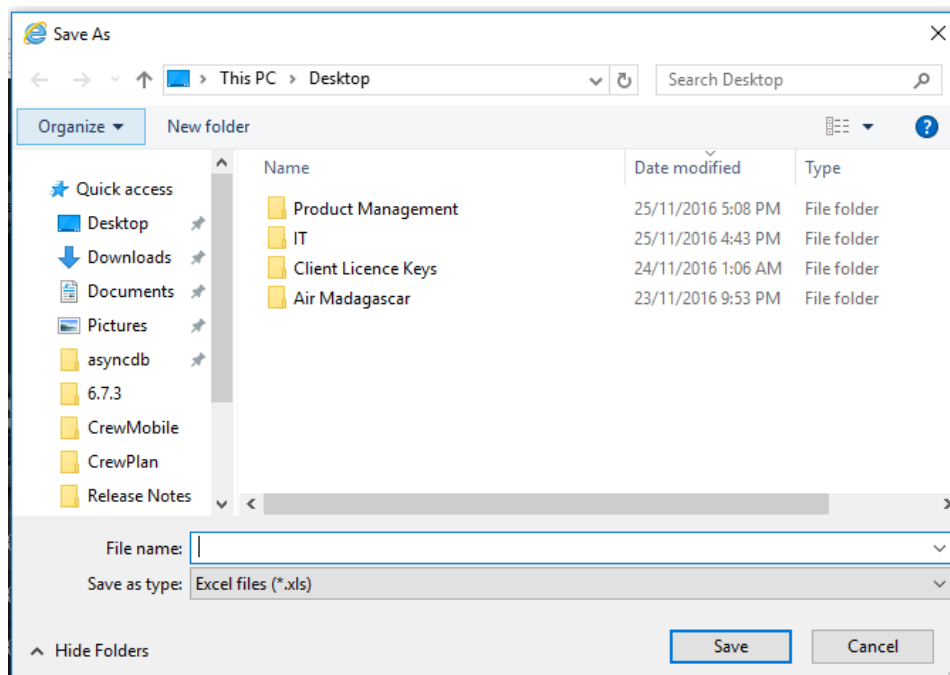 Save As
This PC > Desktop
Search Desktop
Organize
New folder
Name
Date modified
Type
Quick access
Desktop
Downloads
Documents
Pictures
asyncdb
6.7.3
CrewMobile
CrewPlan
Release Notes
Product Management 25/11/2016 5:08 PM File folder
IT 25/11/2016 4:43 PM File folder
Client Licence Keys 24/11/2016 1:06 AM File folder
Air Madagascar 23/11/2016 9:53 PM File folder
File name:
Save as type: Excel files (*.xls)
Hide Folders
Save
Cancel